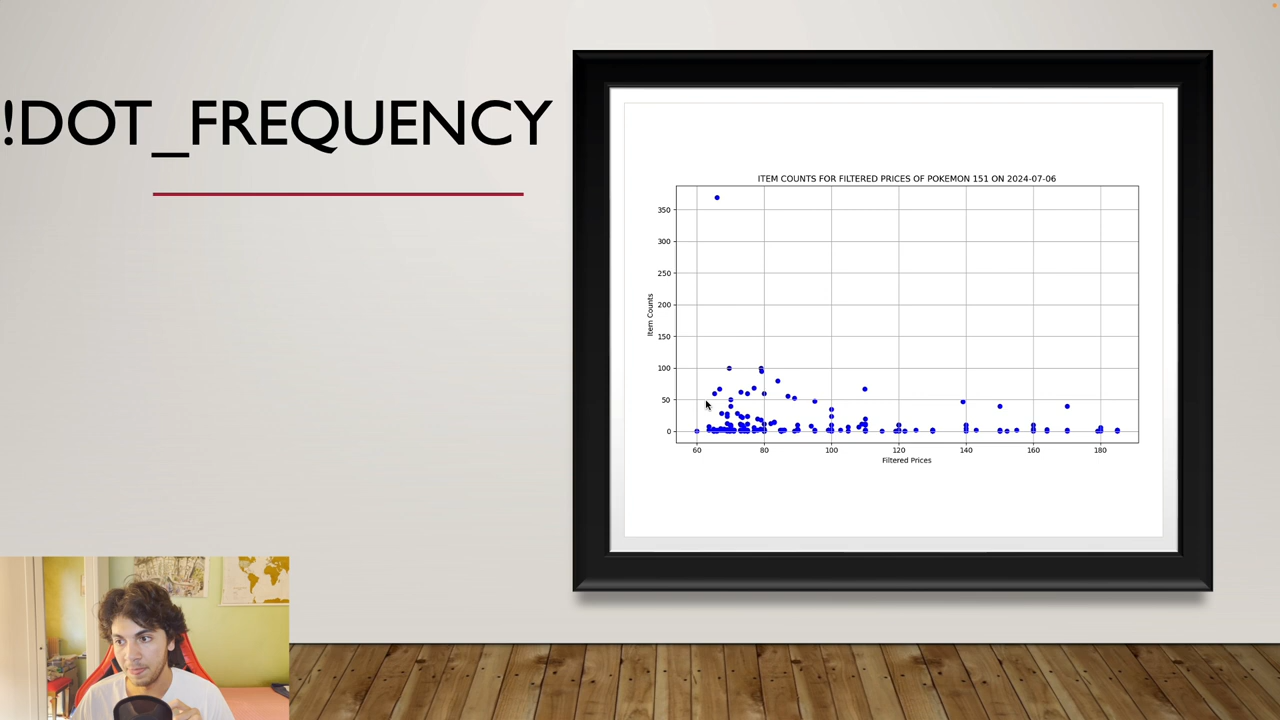 !DOT_FREQUENCY
ITEM COUNTS FOR FILTERED PRICES OF POKEMON 151 ON 2024-07-06
350
300
250
200
150
100
50
0
Item Counts
60 80 100 120 140 160 180
Filtered Prices